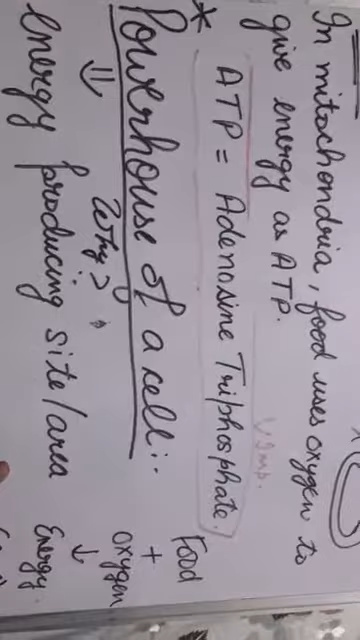 In mitochondria, food uses oxygen to
give energy as ATP.
ATP = Adenosine Triphosphate.
V Imp.
* Powerhouse of a cell:-
⇓ Why?
energy producing site/area
Food
+
oxygen
↓
Energy